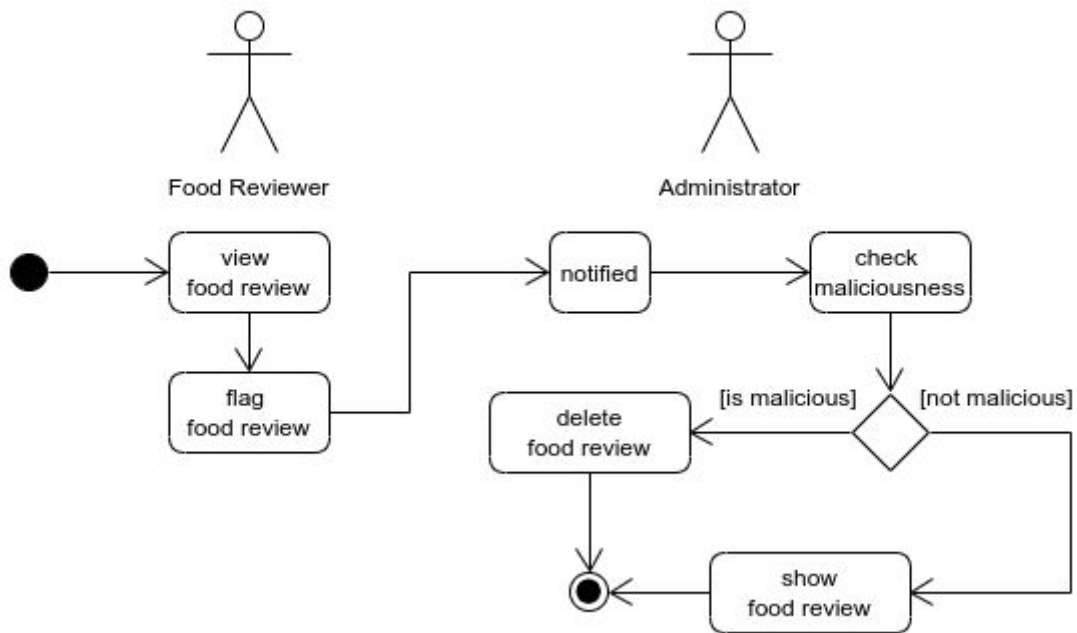 Food Reviewer
Administrator
view
food review
notified
check
maliciousness
flag
food review
[is malicious]
[not malicious]
delete
food review
show
food review